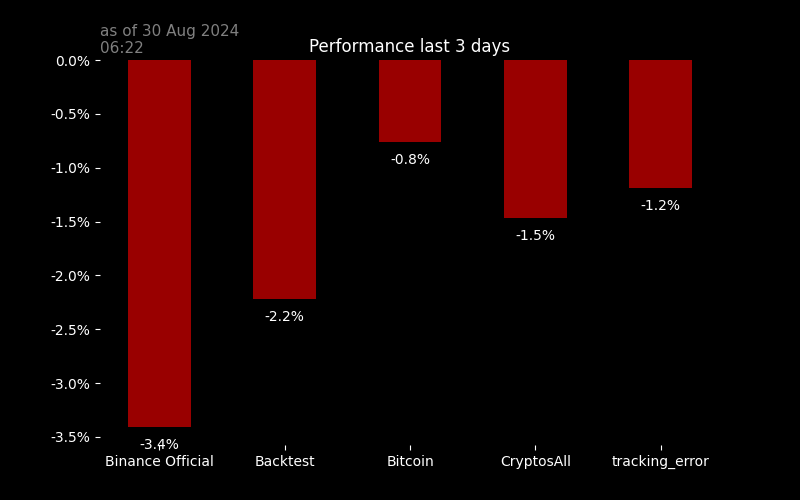 as of 30 Aug 2024
06:22
Performance last 3 days
0.0%
-0.5%
-1.0%
-1.5%
-2.0%
-2.5%
-3.0%
-3.5%
-3.4%
-2.2%
-0.8%
-1.5%
-1.2%
Binance Official
Backtest
Bitcoin
CryptosAll
tracking_error